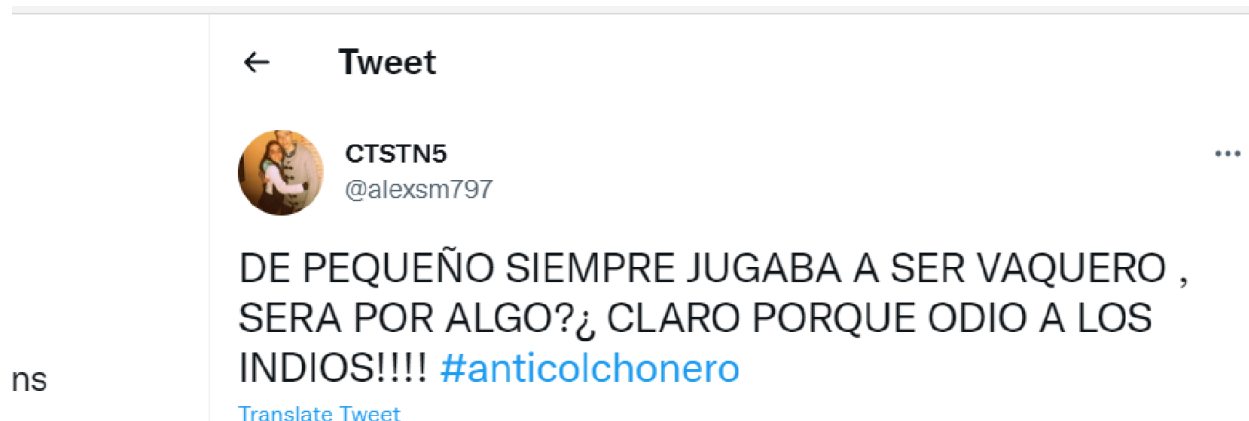 ← Tweet
CTSTN5
@alexsm797
DE PEQUEÑO SIEMPRE JUGABA A SER VAQUERO ,
SERA POR ALGO?¿ CLARO PORQUE ODIO A LOS
INDIOS!!!! #anticolchonero
ns
Translate Tweet